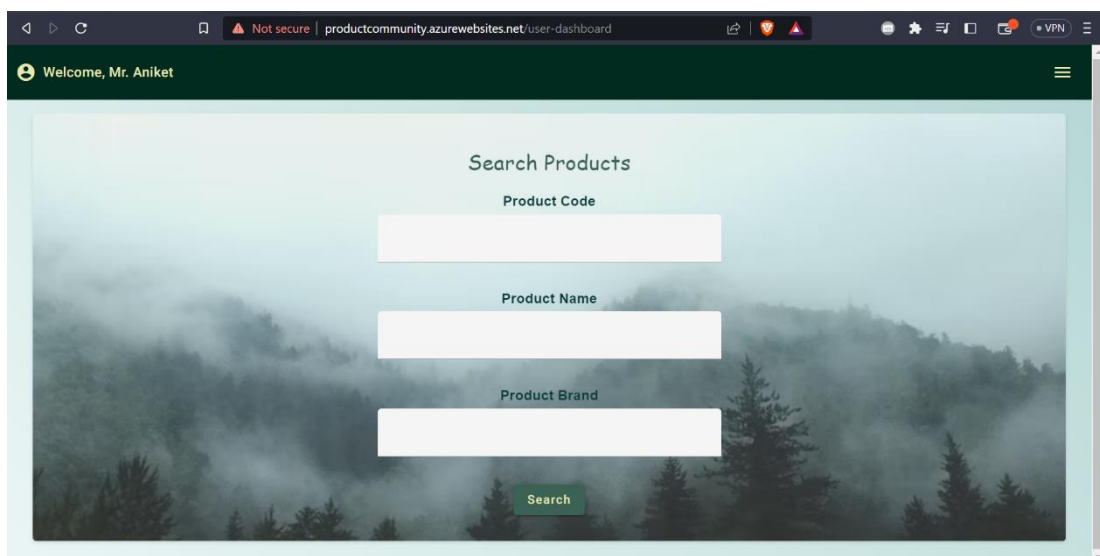 Not secure productcommunity.azurewebsites.net/user-dashboard VPN
Welcome, Mr. Aniket
Search Products
Product Code
Product Name
Product Brand
Search